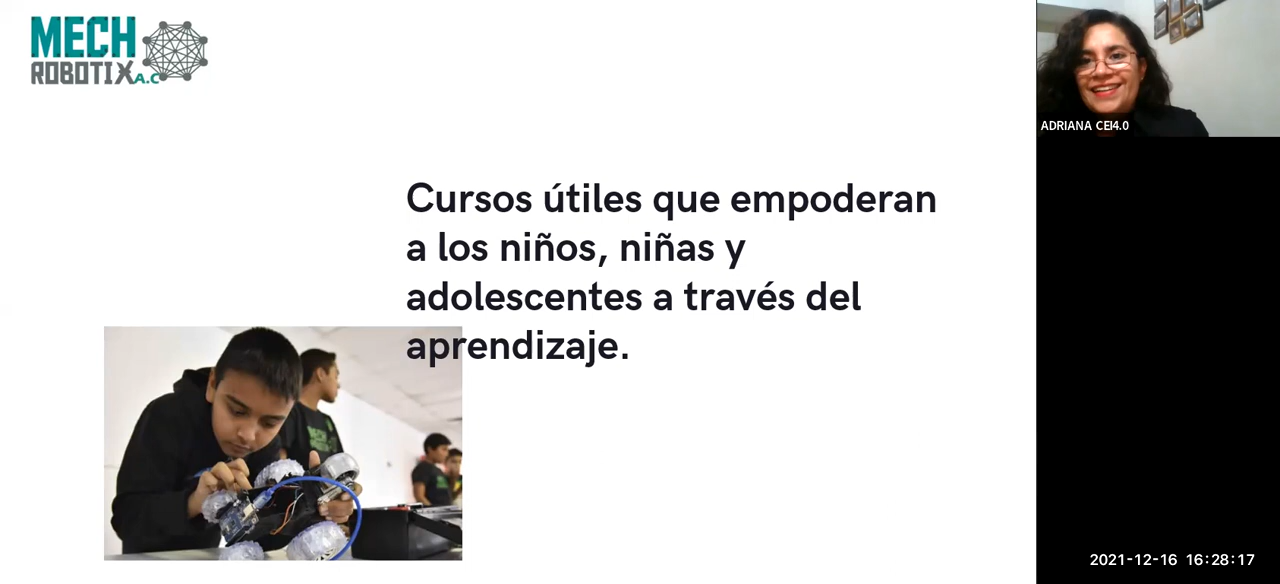 MECH
ROBOTIX A.C
ADRIANA CEI4.0
Cursos útiles que empoderan
a los niños, niñas y
adolescentes a través del
aprendizaje.
2021-12-16 16:28:17